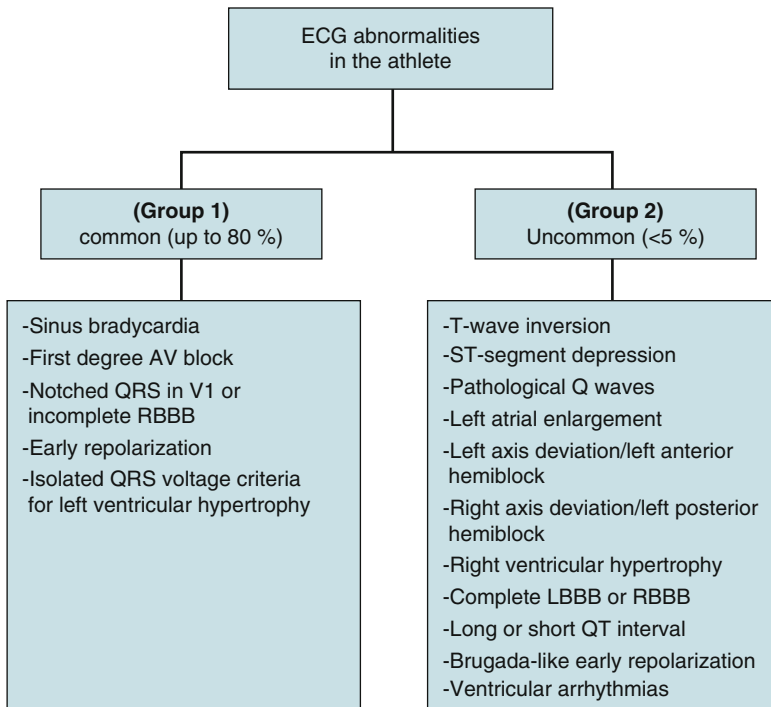 ECG abnormalities
in the athlete
(Group 1)
common (up to 80 %)
-Sinus bradycardia
-First degree AV block
-Notched QRS in V1 or
incomplete RBBB
-Early repolarization
-Isolated QRS voltage criteria
for left ventricular hypertrophy
(Group 2)
Uncommon (<5 %)
-T-wave inversion
-ST-segment depression
-Pathological Q waves
-Left atrial enlargement
-Left axis deviation/left anterior
hemiblock
-Right axis deviation/left posterior
hemiblock
-Right ventricular hypertrophy
-Complete LBBB or RBBB
-Long or short QT interval
-Brugada-like early repolarization
-Ventricular arrhythmias